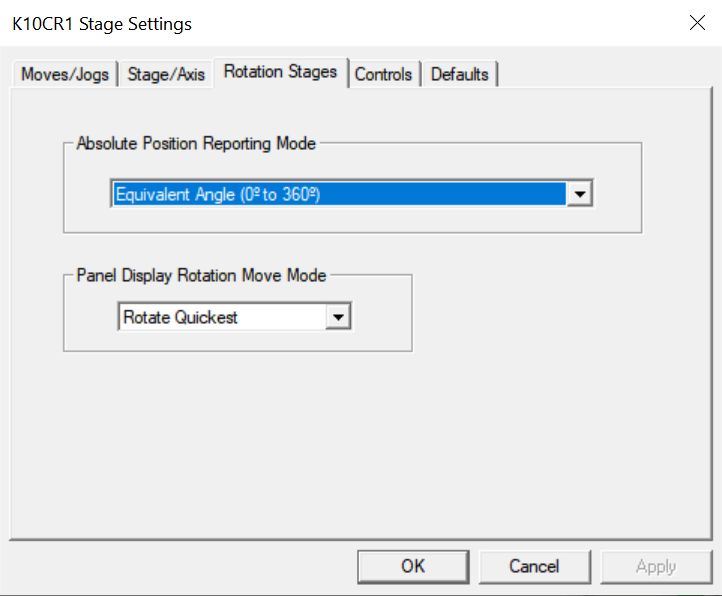 K10CR1 Stage Settings
Moves/Jogs Stage/Axis Rotation Stages Controls Defaults
Absolute Position Reporting Mode
Equivalent Angle (0º to 360º)
Panel Display Rotation Move Mode
Rotate Quickest
OK Cancel Apply